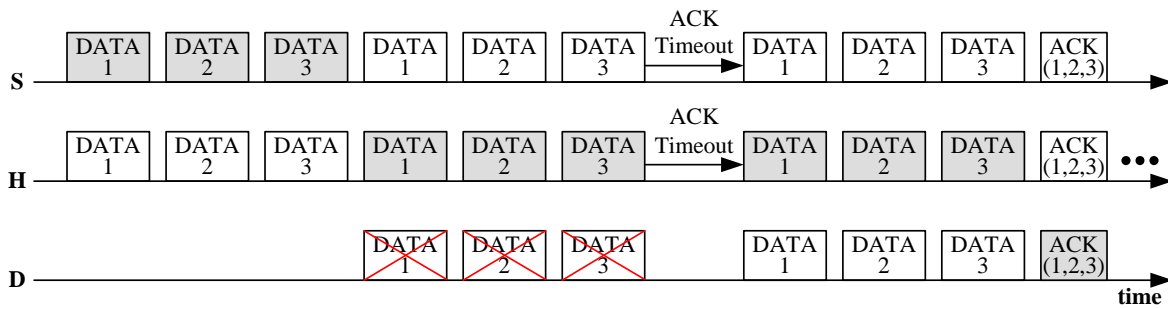 DATA 1 DATA 2 DATA 3 DATA 1 DATA 2 DATA 3 ACK Timeout DATA 1 DATA 2 DATA 3 ACK (1,2,3)
S
DATA 1 DATA 2 DATA 3 DATA 1 DATA 2 DATA 3 ACK Timeout DATA 1 DATA 2 DATA 3 ACK (1,2,3)
H
DATA 1 DATA 2 DATA 3 DATA 1 DATA 2 DATA 3 ACK (1,2,3)
D
time